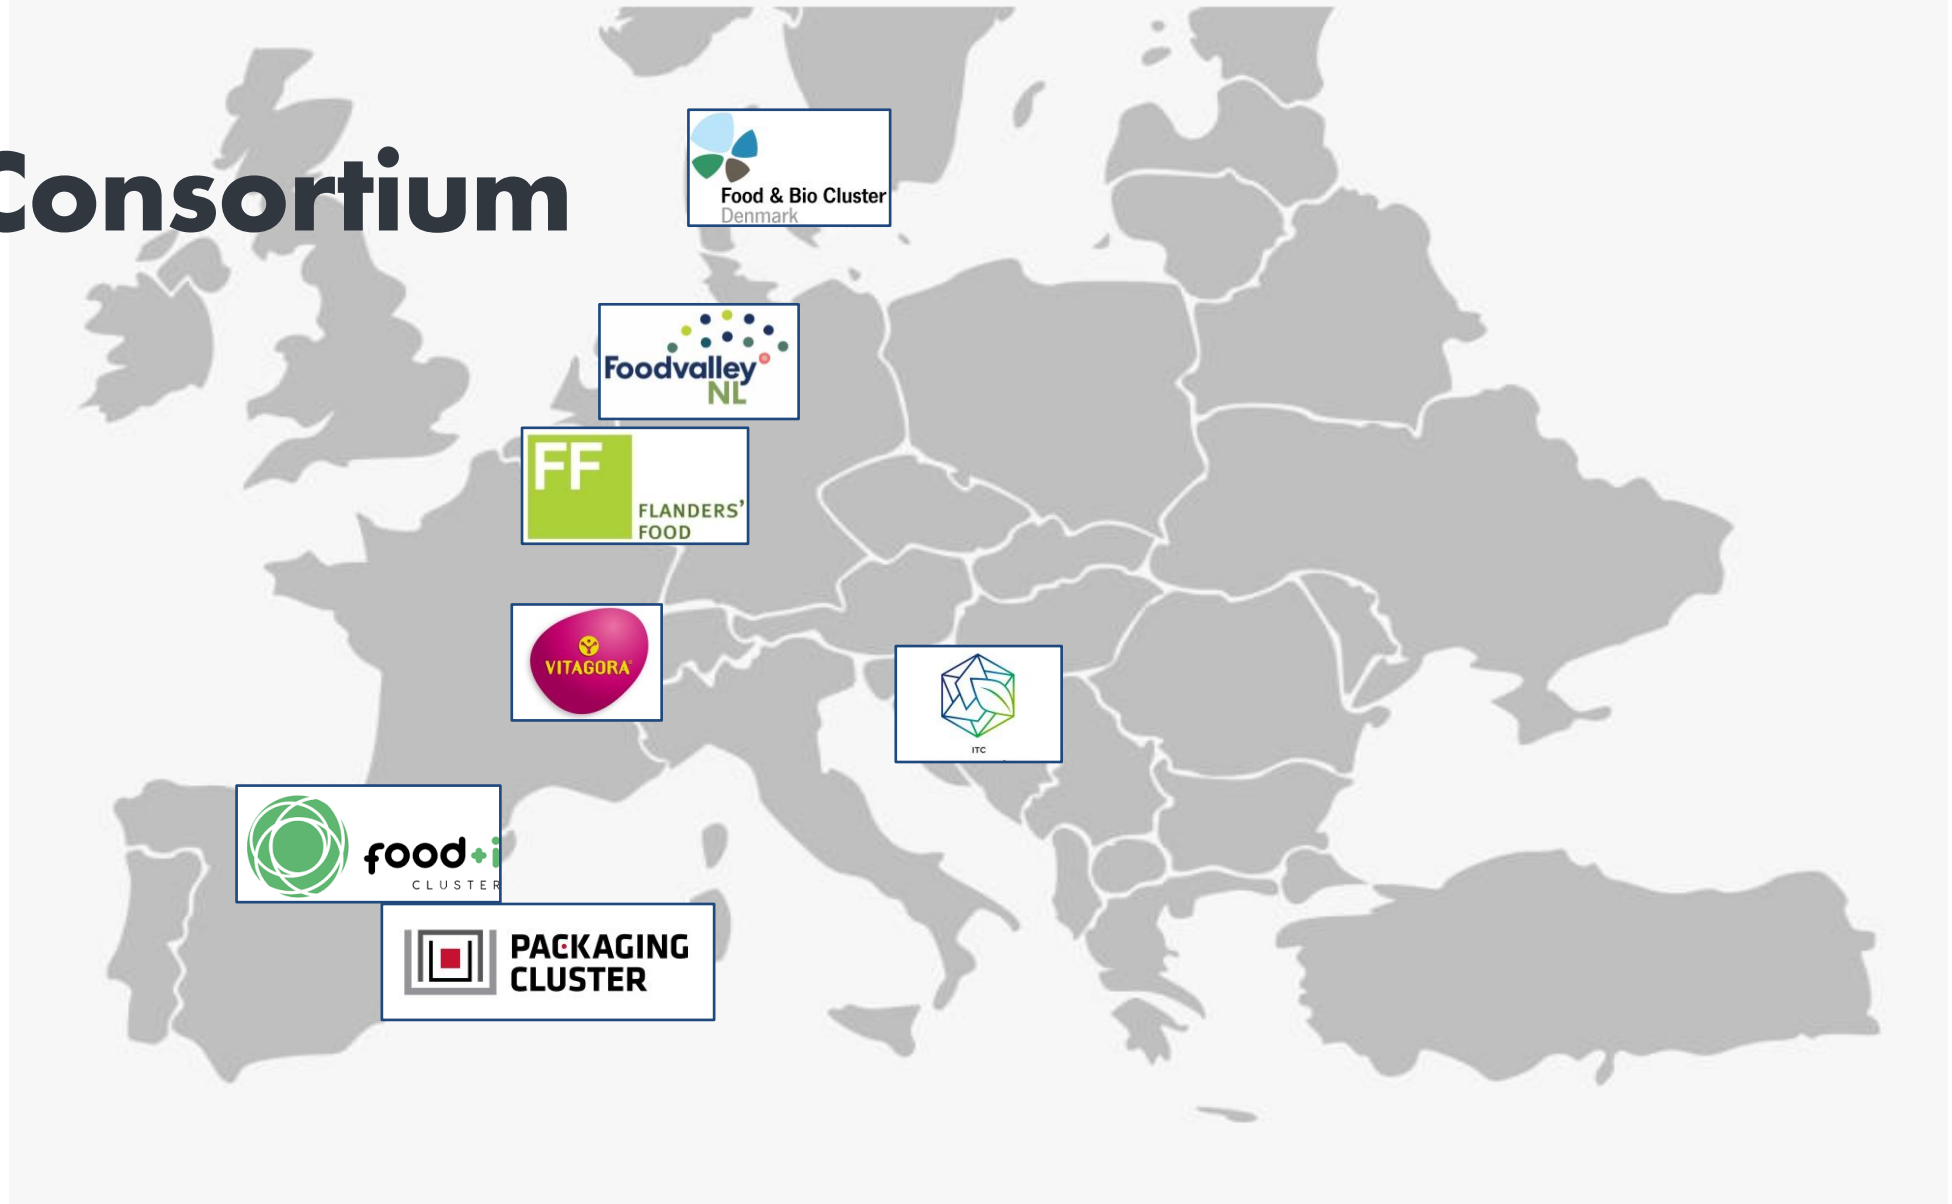 Consortium
Food & Bio Cluster
Denmark
Foodvalley
NL
FF
FLANDERS'
FOOD
VITAGORA
ITC
food+i
CLUSTER
PACKAGING
CLUSTER